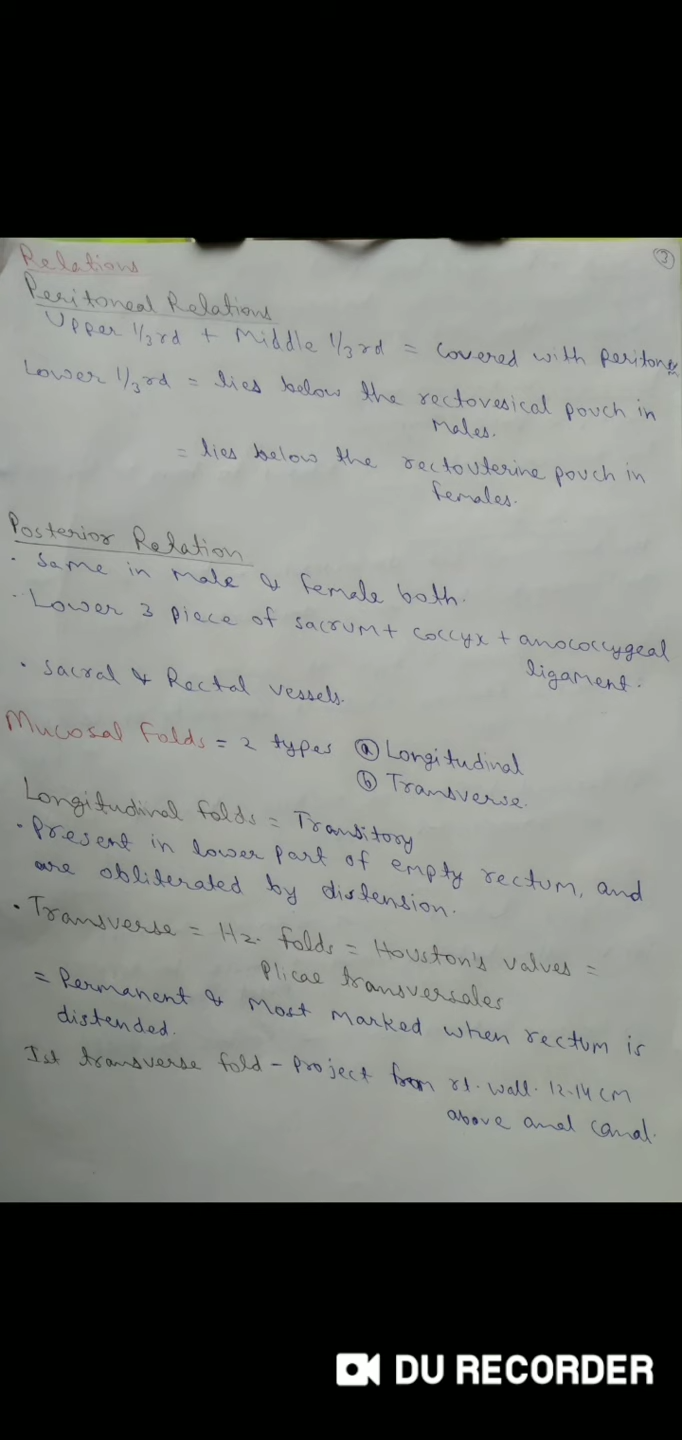 3
Relations
Peritoneal Relations
Upper 1/3rd + Middle 1/3rd = covered with
Lower 1/3rd = lies below the rectovesical pouch in
Males.
= lies below the rectouterine pouch in
females.
Posterior Relation
· Same in male & female both.
· Lower 3 piece of sacrum + coccyx + anococcygeal
ligament.
· Sacral & Rectal vessels.
Mucosal Folds = 2 types (a) Longitudinal
(b) Transverse.
Longitudinal folds = Transitory
· Present in lower part of empty rectum, and
are obliterated by distension.
· Transverse = Hz. folds = Houston's valves =
Plicae transversales
= Permanent & Most marked when rectum is
distended.
Ist transverse fold - Project from rt. wall. 12-14 CM
above anal canal.
DU RECORDER